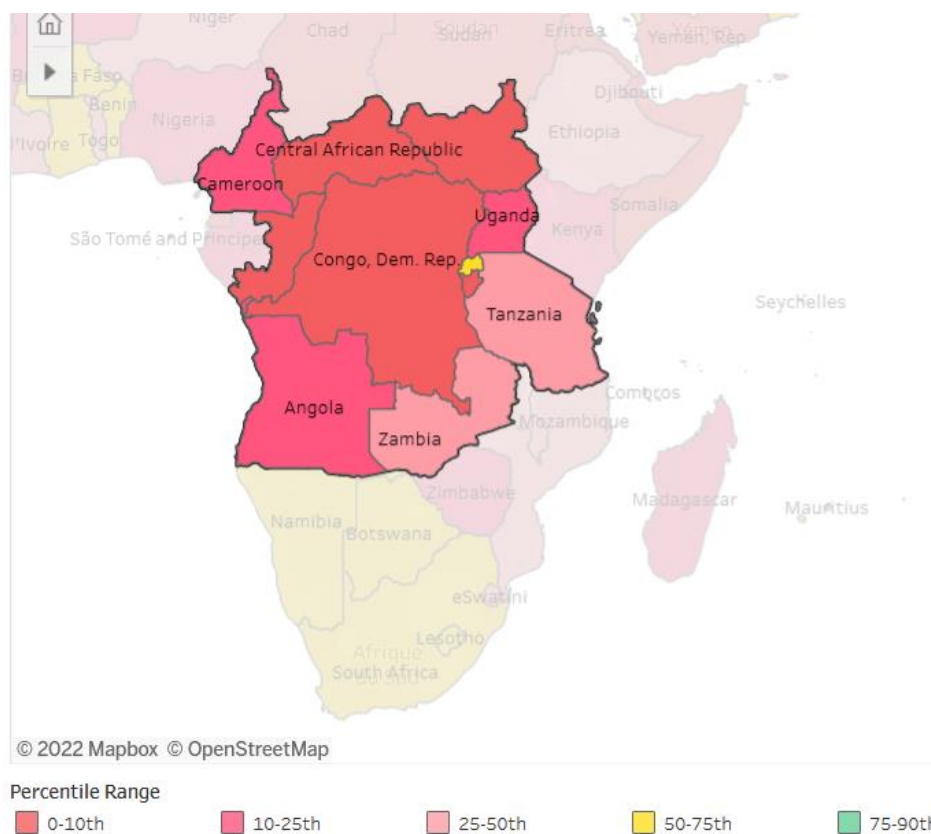 Niger
Chad
Soudan
Sudan
Eritrea
Yemen, Rep
Burkina Faso
Benin
Djibouti
l'Ivoire
Togo
Nigeria
Ethiopia
Central African Republic
Cameroon
Somalia
Uganda
Kenya
São Tomé and Principe
Congo, Dem. Rep.
Seychelles
Tanzania
Comoros
Angola
Mozambique
Zambia
Zimbabwe
Madagascar
Mauritius
Namibia
Botswana
eSwatini
Lesotho
Afrique
du Sud
South Africa
© 2022 Mapbox © OpenStreetMap
Percentile Range
0-10th
10-25th
25-50th
50-75th
75-90th